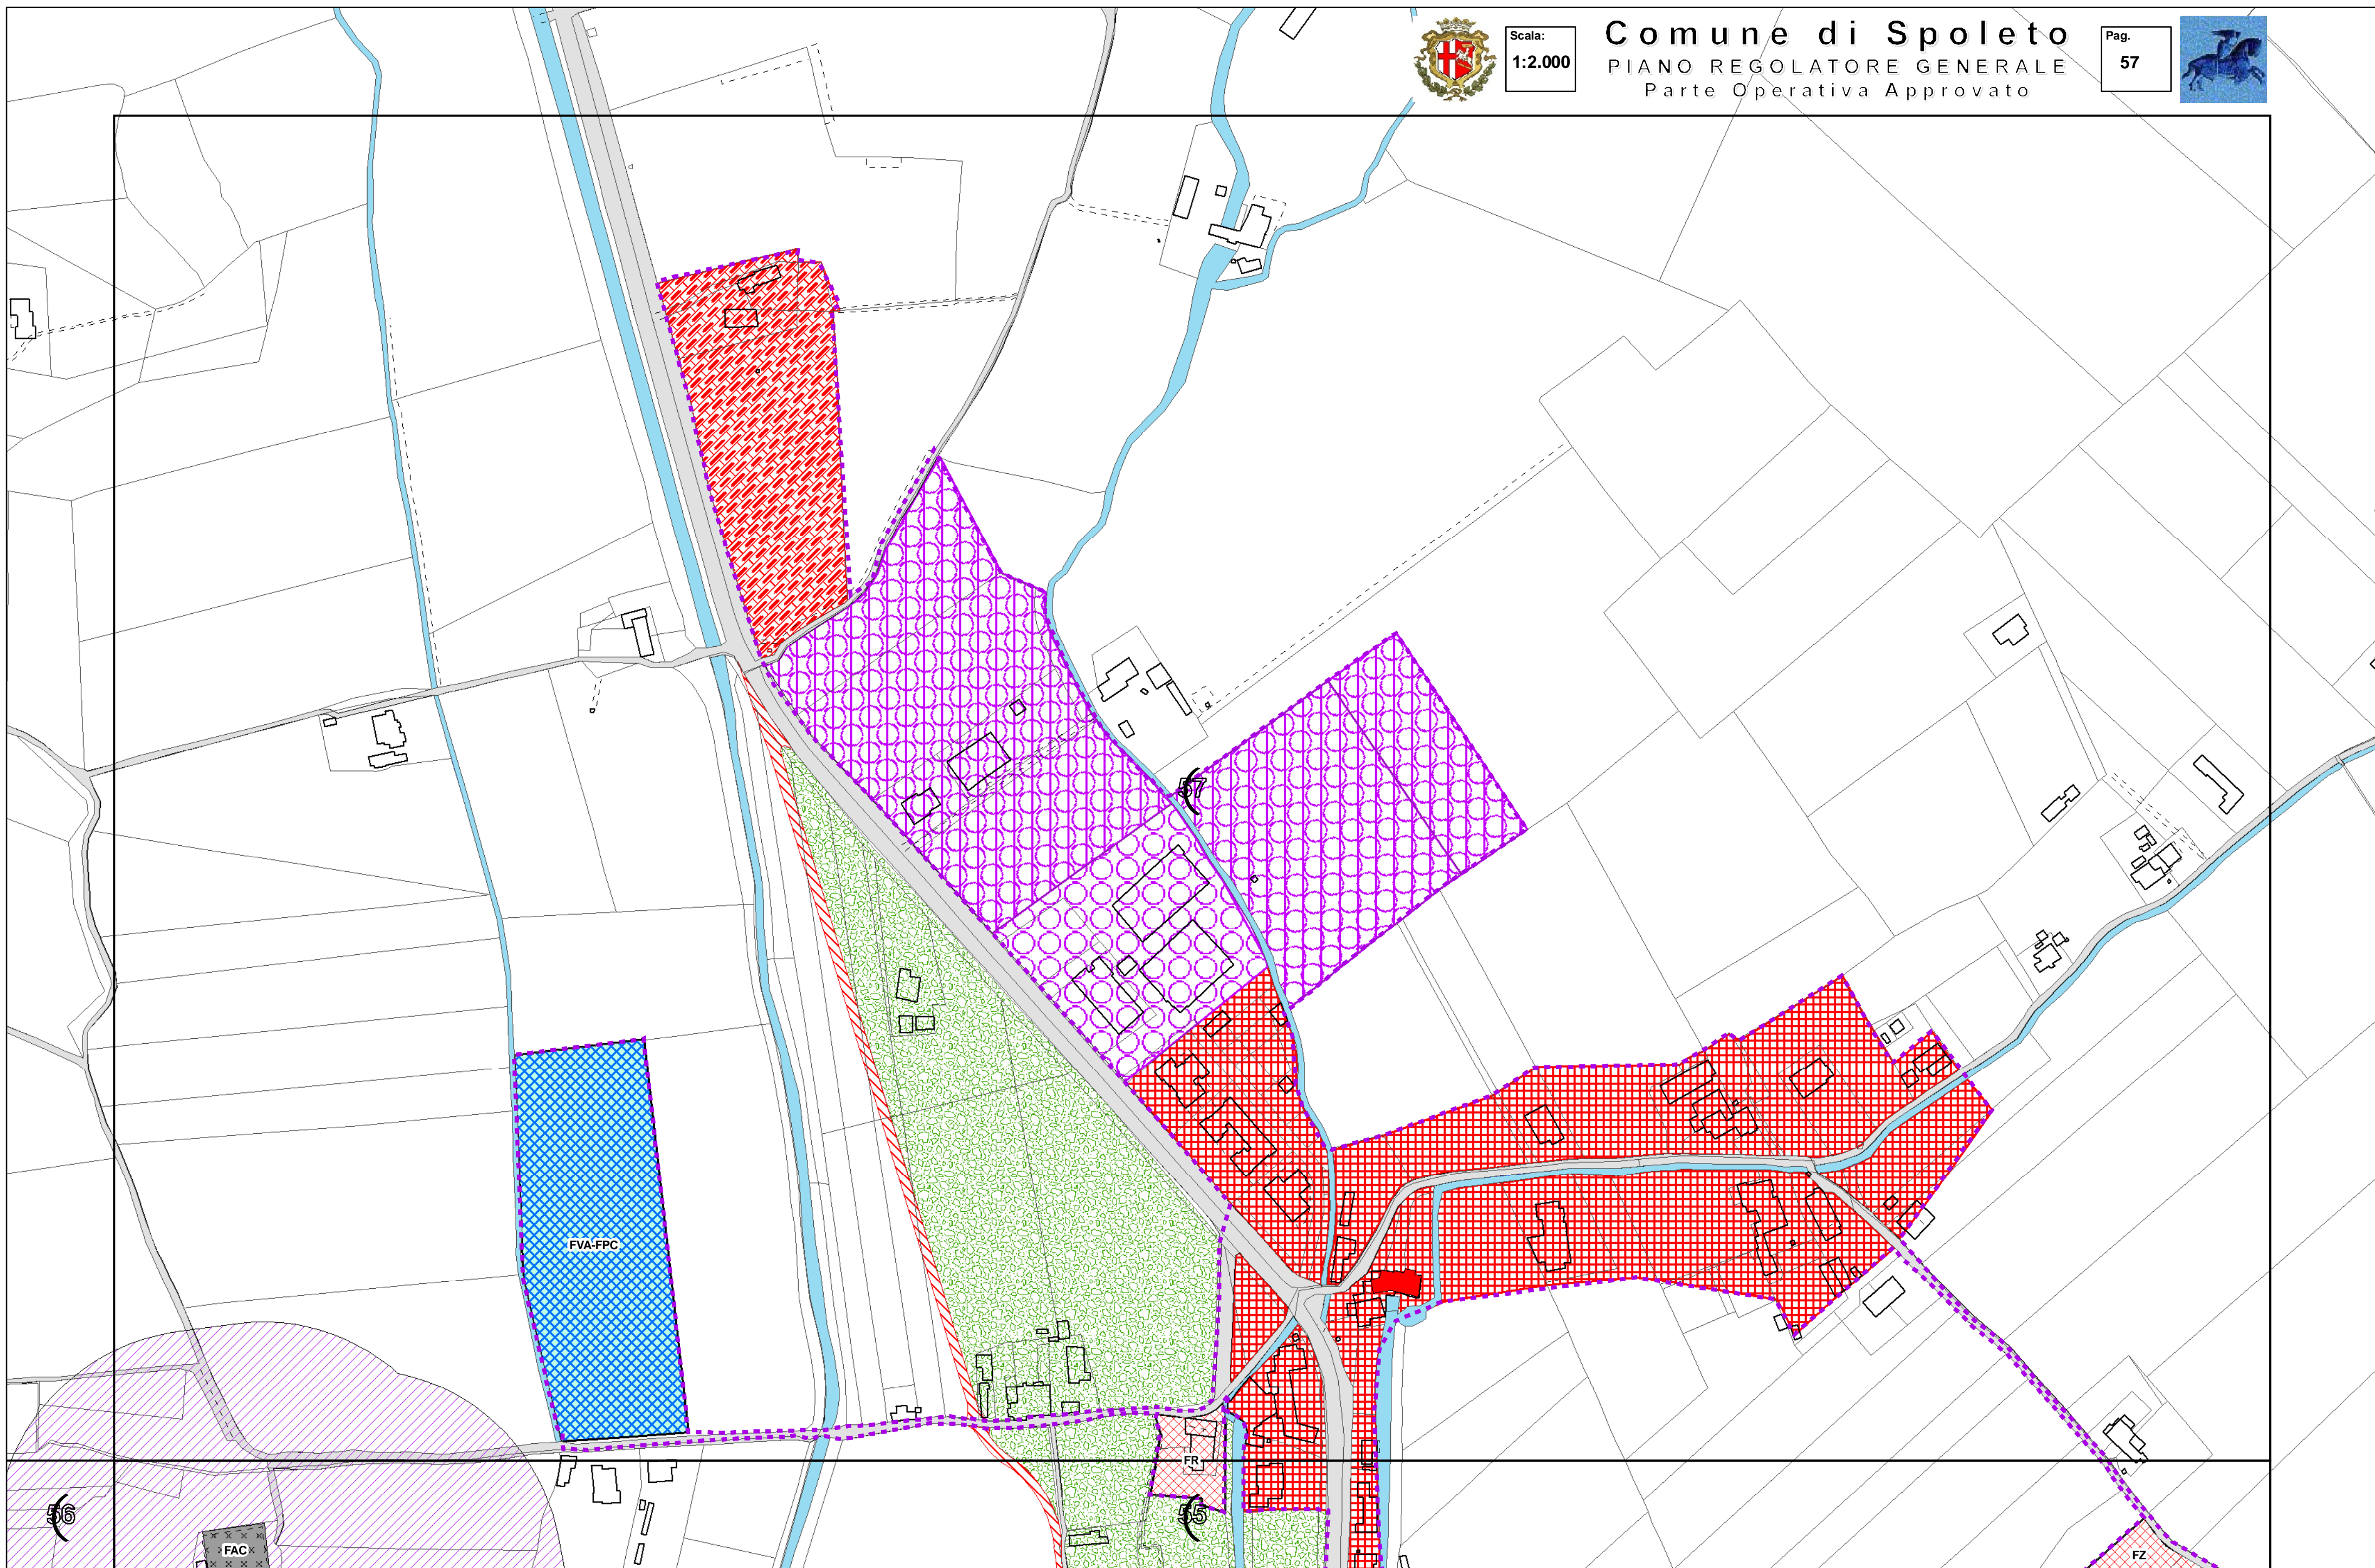 Scala:
1:2.000
Comune di Spoleto
PIANO REGOLATORE GENERALE
Parte Operativa Approvato
Pag.
57
57
FVA-FPC
FR
56
55
FAC
FZ